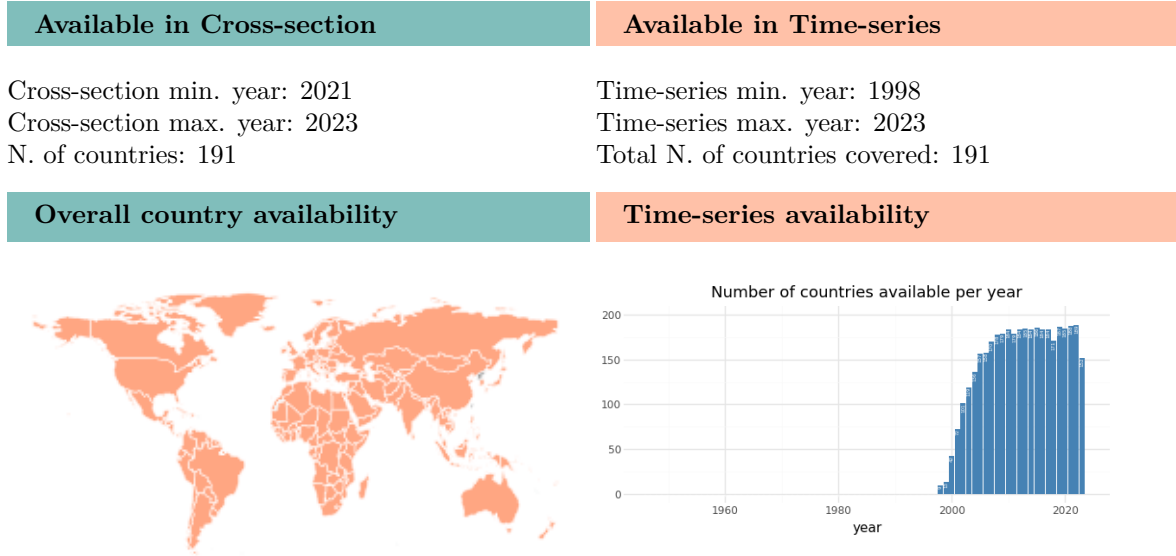 Available in Cross-section
Available in Time-series
Cross-section min. year: 2021
Cross-section max. year: 2023
N. of countries: 191
Time-series min. year: 1998
Time-series max. year: 2023
Total N. of countries covered: 191
Overall country availability
Time-series availability
Number of countries available per year
200
150
100
50
0
1960
1980
2000
2020
year